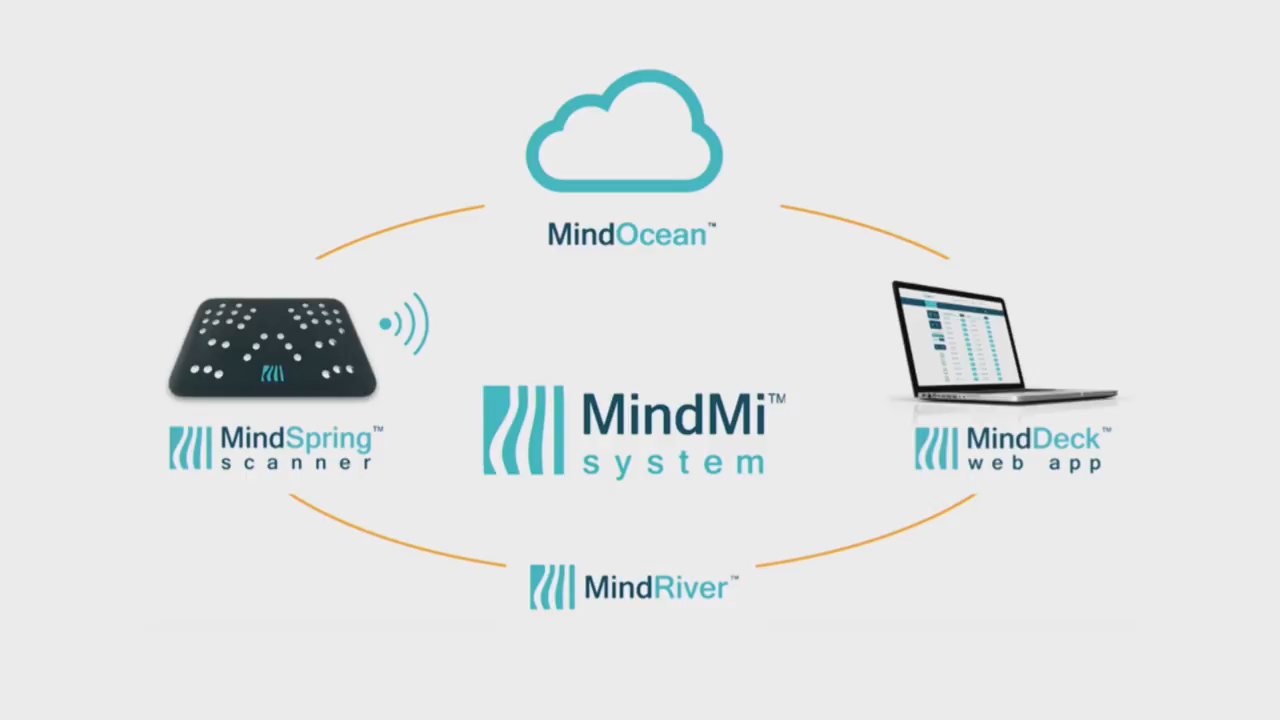 MindOcean™
MindSpring™
scanner
MindMi™
system
MindDeck™
web app
MindRiver™